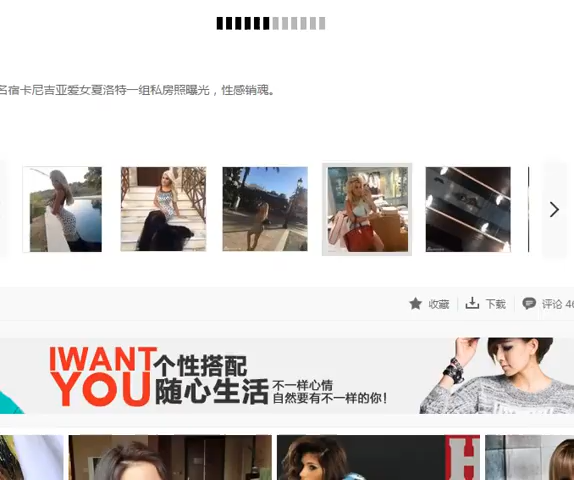 名宿卡尼吉亚爱女夏洛特一组私房照曝光，性感销魂。
收藏
下载
评论 46
IWANT
YOU
个性搭配
随心生活
不一样心情
自然要有不一样的你!
H